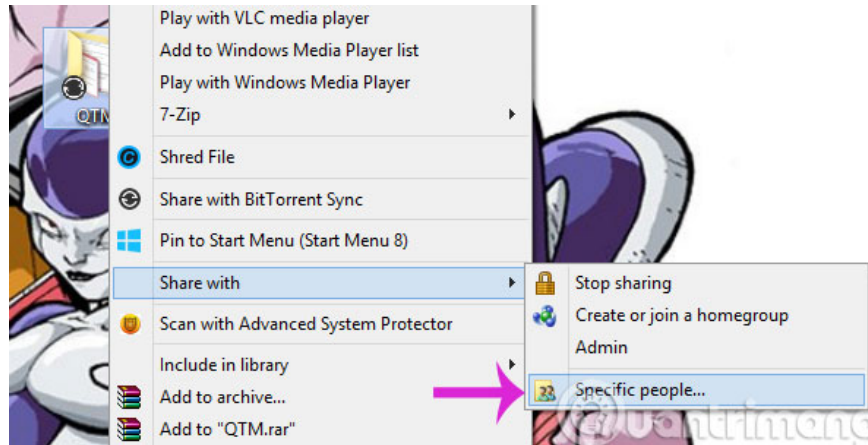 Play with VLC media player
Add to Windows Media Player list
Play with Windows Media Player
7-Zip
QTM
Shred File
Share with BitTorrent Sync
Pin to Start Menu (Start Menu 8)
Share with
Stop sharing
Scan with Advanced System Protector
Create or join a homegroup
Admin
Include in library
Add to archive...
Specific people...
Add to "QTM.rar"
Quantrimang